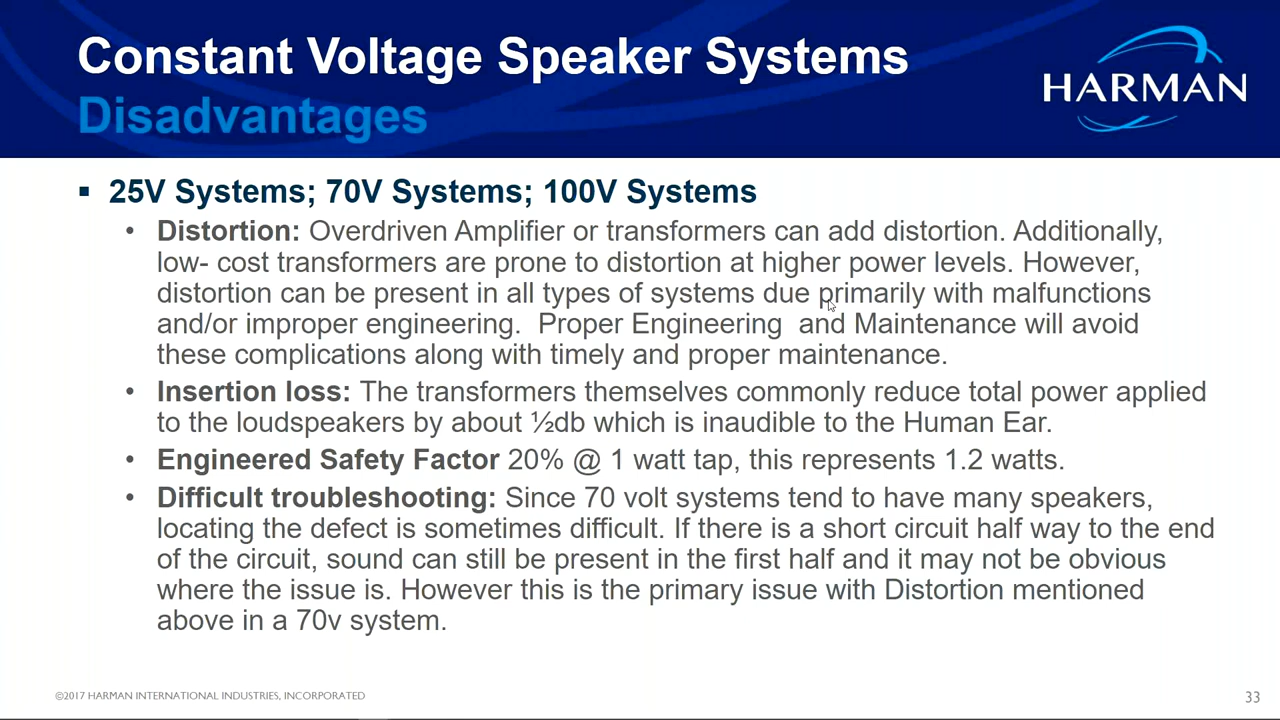 Constant Voltage Speaker Systems
Disadvantages
HARMAN
▪ 25V Systems; 70V Systems; 100V Systems
• Distortion: Overdriven Amplifier or transformers can add distortion. Additionally,
low- cost transformers are prone to distortion at higher power levels. However,
distortion can be present in all types of systems due primarily with malfunctions
and/or improper engineering.  Proper Engineering  and Maintenance will avoid
these complications along with timely and proper maintenance.
• Insertion loss: The transformers themselves commonly reduce total power applied
to the loudspeakers by about ½db which is inaudible to the Human Ear.
• Engineered Safety Factor 20% @ 1 watt tap, this represents 1.2 watts.
• Difficult troubleshooting: Since 70 volt systems tend to have many speakers,
locating the defect is sometimes difficult. If there is a short circuit half way to the end
of the circuit, sound can still be present in the first half and it may not be obvious
where the issue is. However this is the primary issue with Distortion mentioned
above in a 70v system.
©2017 HARMAN INTERNATIONAL INDUSTRIES, INCORPORATED
33